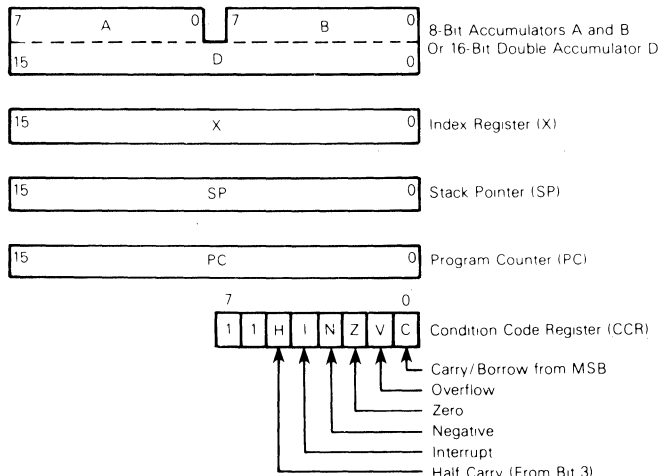 7 A 0 7 B 0
8-Bit Accumulators A and B
Or 16-Bit Double Accumulator D
15 D 0
15 X 0 Index Register (X)
15 SP 0 Stack Pointer (SP)
15 PC 0 Program Counter (PC)
7 0
1 1 H I N Z V C Condition Code Register (CCR)
Carry/Borrow from MSB
Overflow
Zero
Negative
Interrupt
Half Carry (From Bit 3)